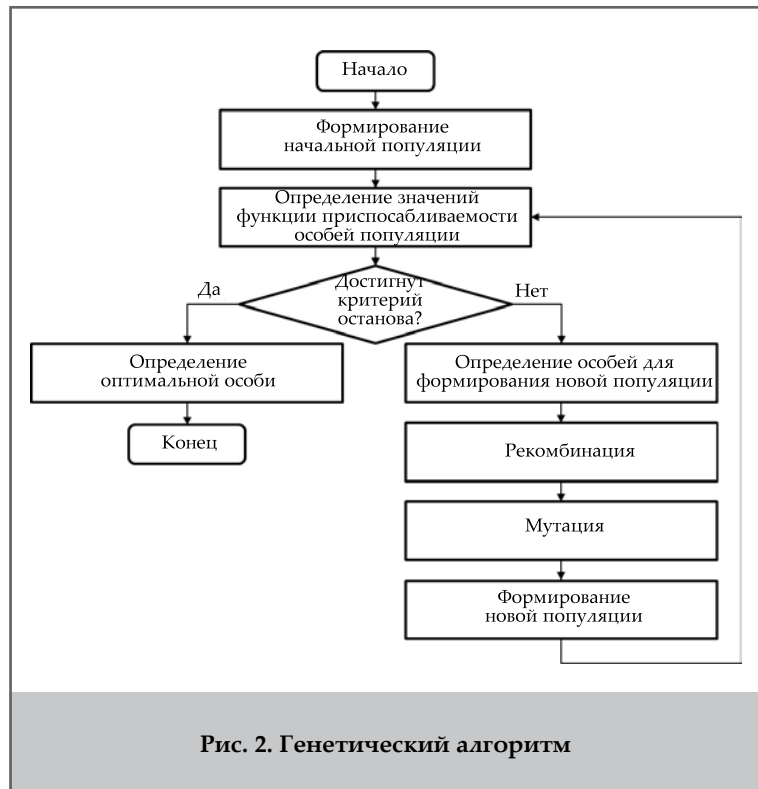 Начало
Формирование
начальной популяции
Определение значений
функции приспосабливаемости
особей популяции
Достигнут
критерий
останова?
Да
Нет
Определение
оптимальной особи
Конец
Определение особей для
формирования новой популяции
Рекомбинация
Мутация
Формирование
новой популяции
Рис. 2. Генетический алгоритм